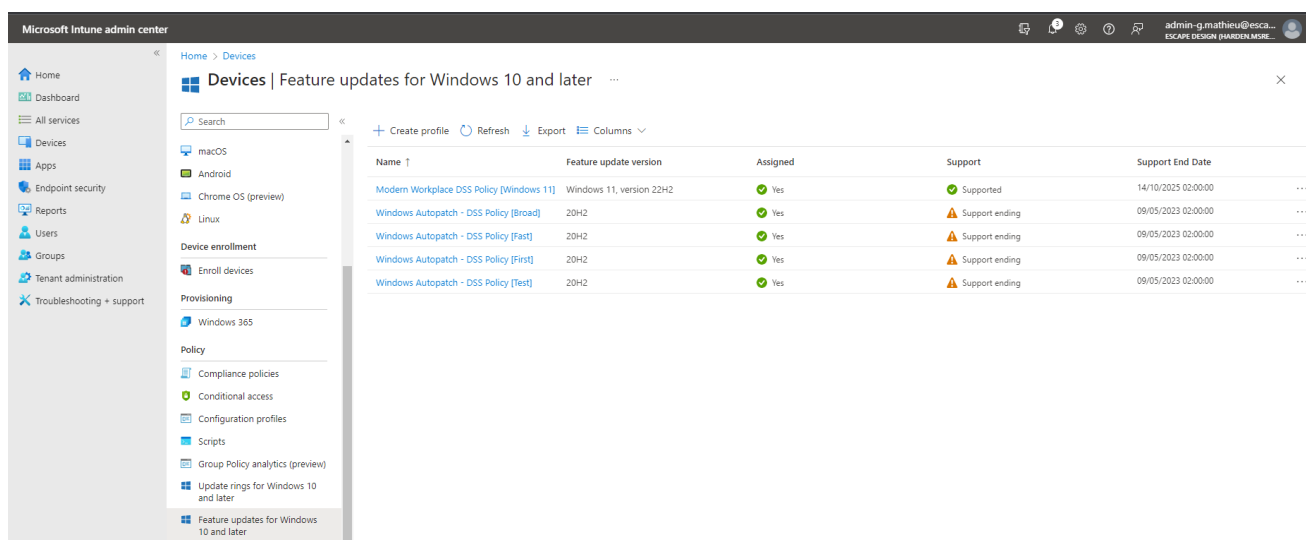 Microsoft Intune admin center
3
admin-g.mathieu@esca...
ESCAPE DESIGN (HARDEN.MSRE...
«
Home
Dashboard
All services
Devices
Apps
Endpoint security
Reports
Users
Groups
Tenant administration
Troubleshooting + support
Home > Devices
Devices | Feature updates for Windows 10 and later ...
Search
«
macOS
Android
Chrome OS (preview)
Linux
Device enrollment
Enroll devices
Provisioning
Windows 365
Policy
Compliance policies
Conditional access
Configuration profiles
Scripts
Group Policy analytics (preview)
Update rings for Windows 10
and later
Feature updates for Windows
10 and later
+ Create profile Refresh Export Columns
Name ↑ Feature update version Assigned Support Support End Date
Modern Workplace DSS Policy [Windows 11] Windows 11, version 22H2 Yes Supported 14/10/2025 02:00:00 ...
Windows Autopatch - DSS Policy [Broad] 20H2 Yes Support ending 09/05/2023 02:00:00 ...
Windows Autopatch - DSS Policy [Fast] 20H2 Yes Support ending 09/05/2023 02:00:00 ...
Windows Autopatch - DSS Policy [First] 20H2 Yes Support ending 09/05/2023 02:00:00 ...
Windows Autopatch - DSS Policy [Test] 20H2 Yes Support ending 09/05/2023 02:00:00 ...